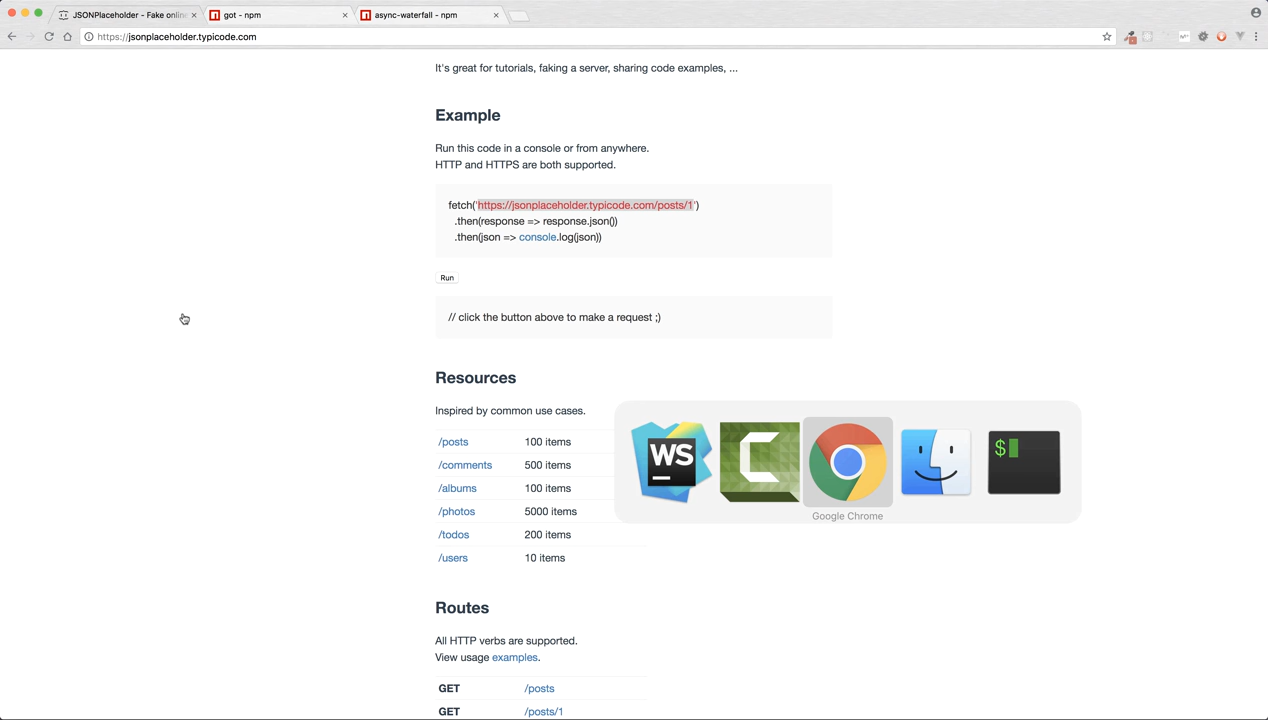 JSONPlaceholder - Fake online
got - npm
async-waterfall - npm
https://jsonplaceholder.typicode.com
It's great for tutorials, faking a server, sharing code examples, ...
Example
Run this code in a console or from anywhere.
HTTP and HTTPS are both supported.
fetch('https://jsonplaceholder.typicode.com/posts/1')
.then(response => response.json())
.then(json => console.log(json))
Run
// click the button above to make a request ;)
Resources
Inspired by common use cases.
/posts 100 items
/comments 500 items
/albums 100 items
/photos 5000 items
/todos 200 items
/users 10 items
WS
C
$
Google Chrome
Routes
All HTTP verbs are supported.
View usage examples.
GET /posts
GET /posts/1